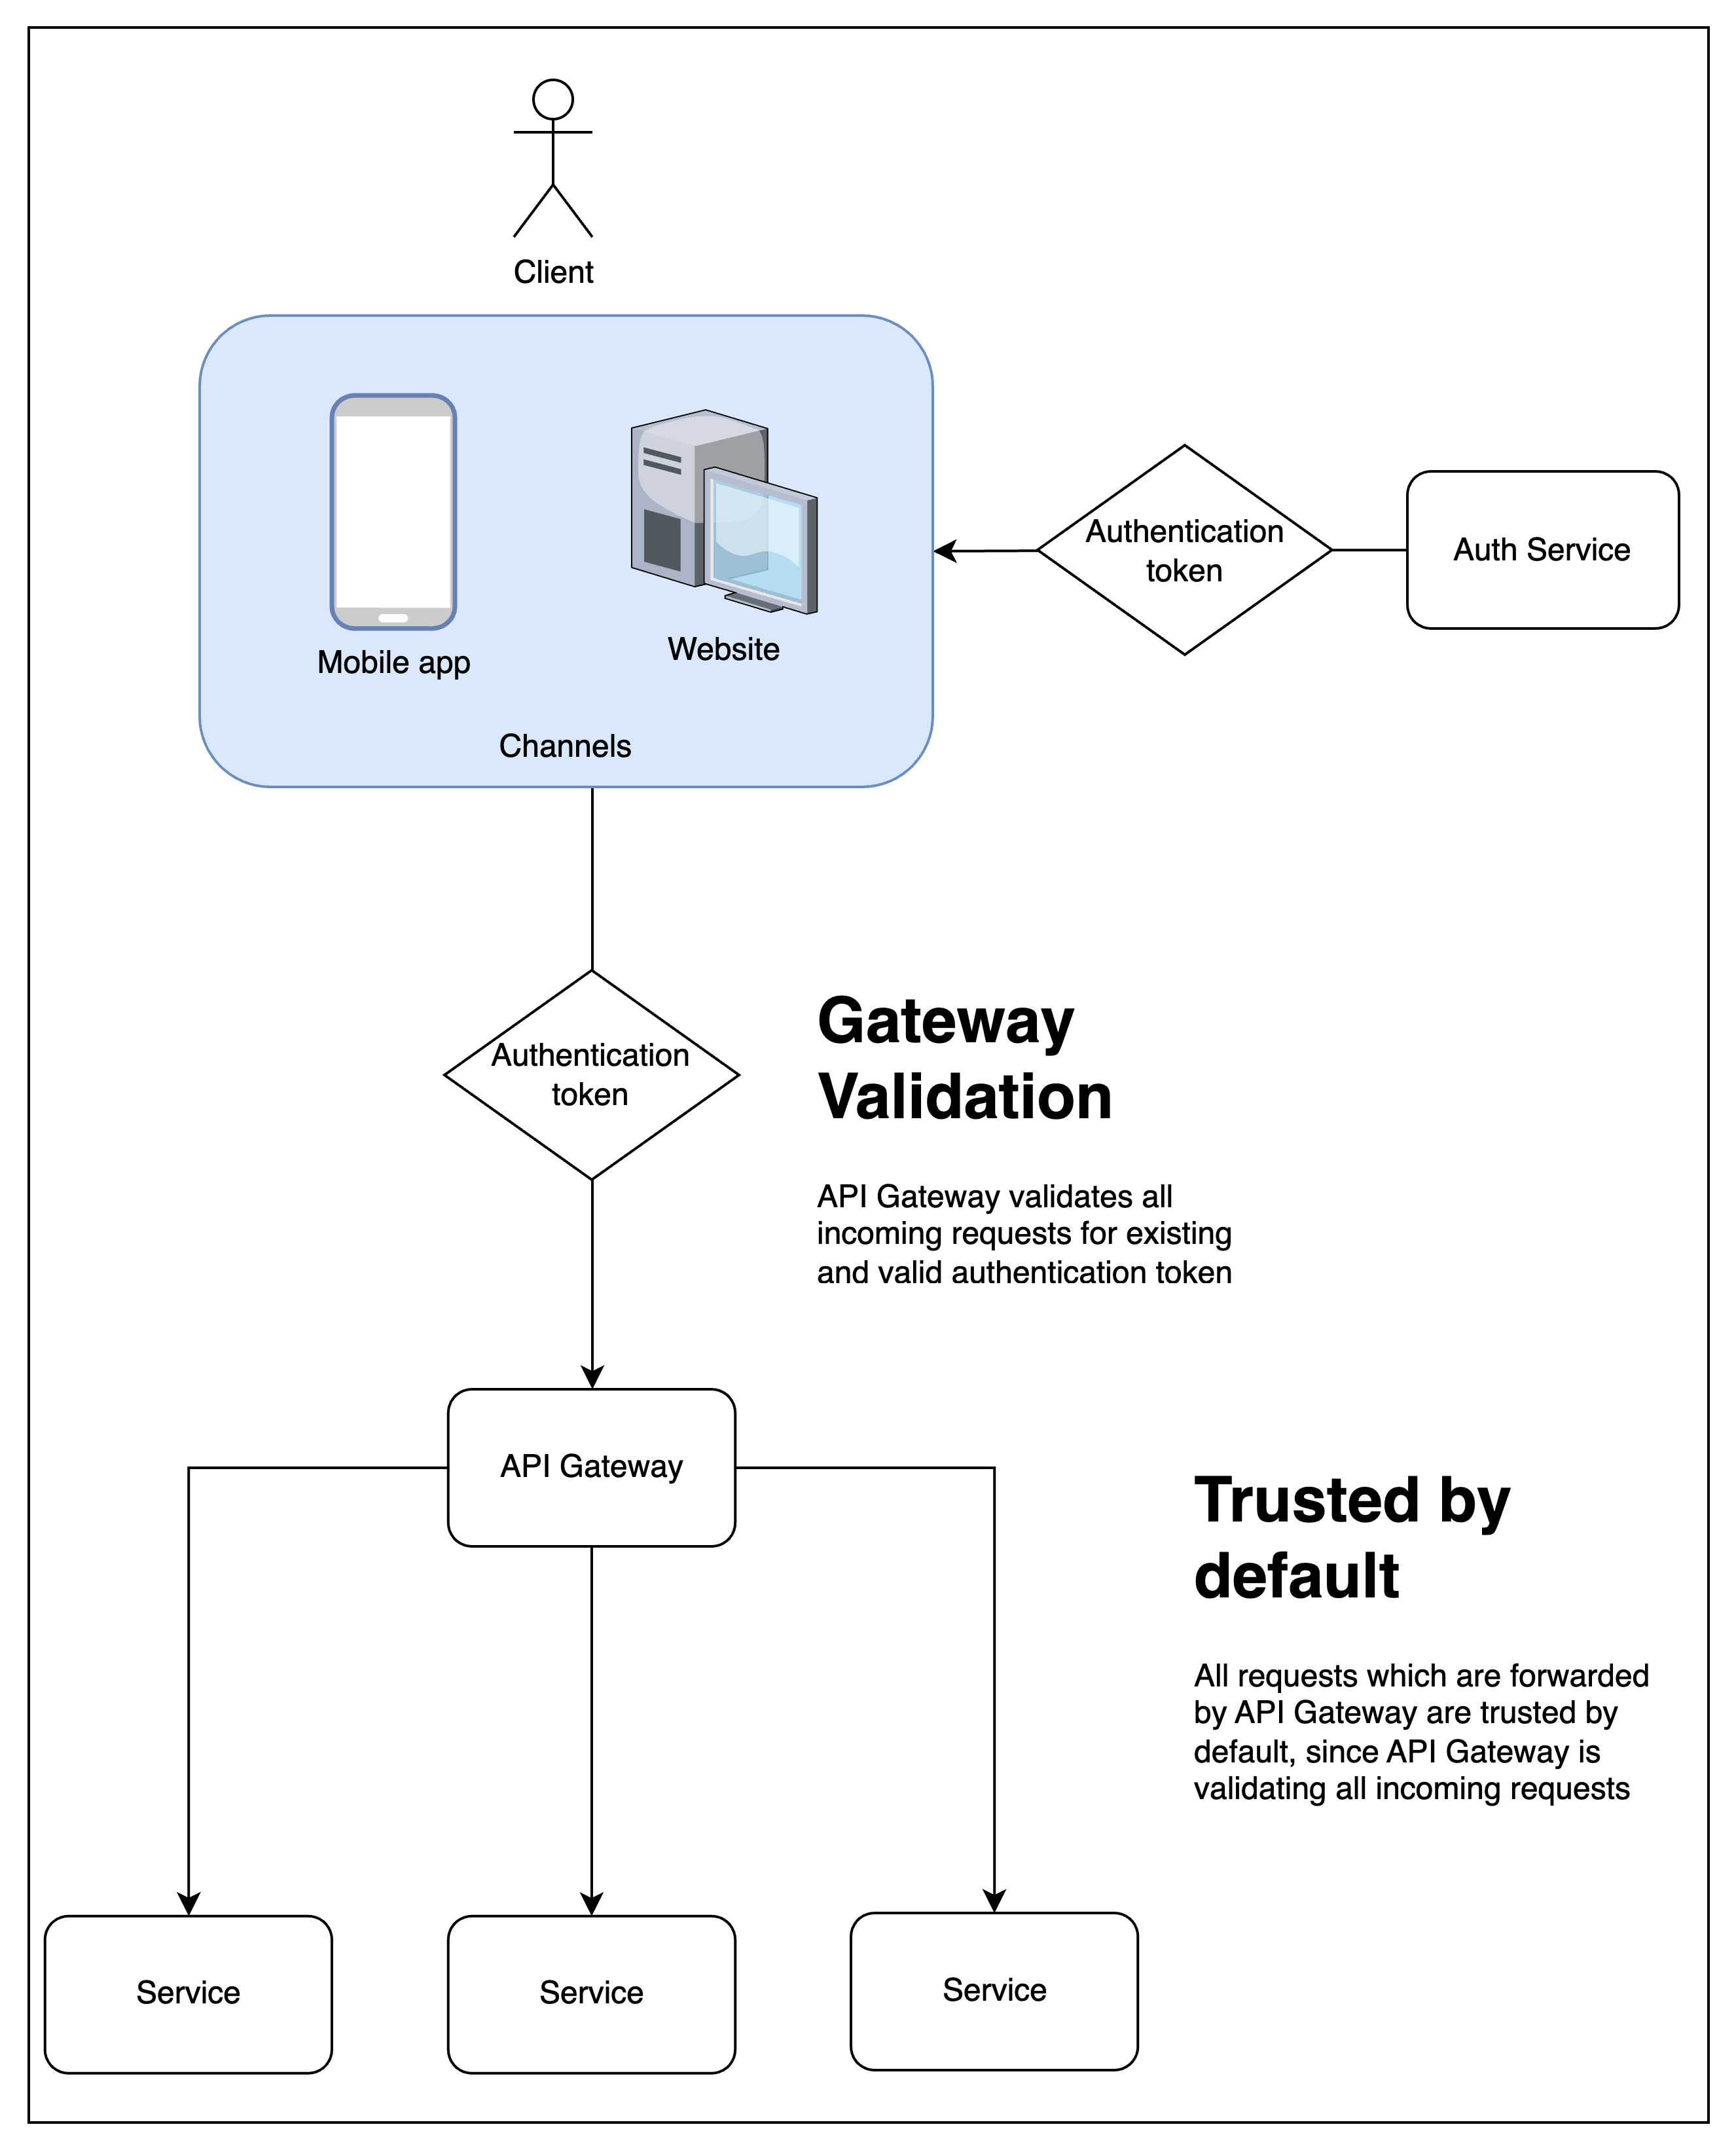 Client
Mobile app
Website
Channels
Authentication
token
Auth Service
Authentication
token
Gateway
Validation
API Gateway validates all
incoming requests for existing
and valid authentication token
API Gateway
Trusted by
default
All requests which are forwarded
by API Gateway are trusted by
default, since API Gateway is
validating all incoming requests
Service
Service
Service